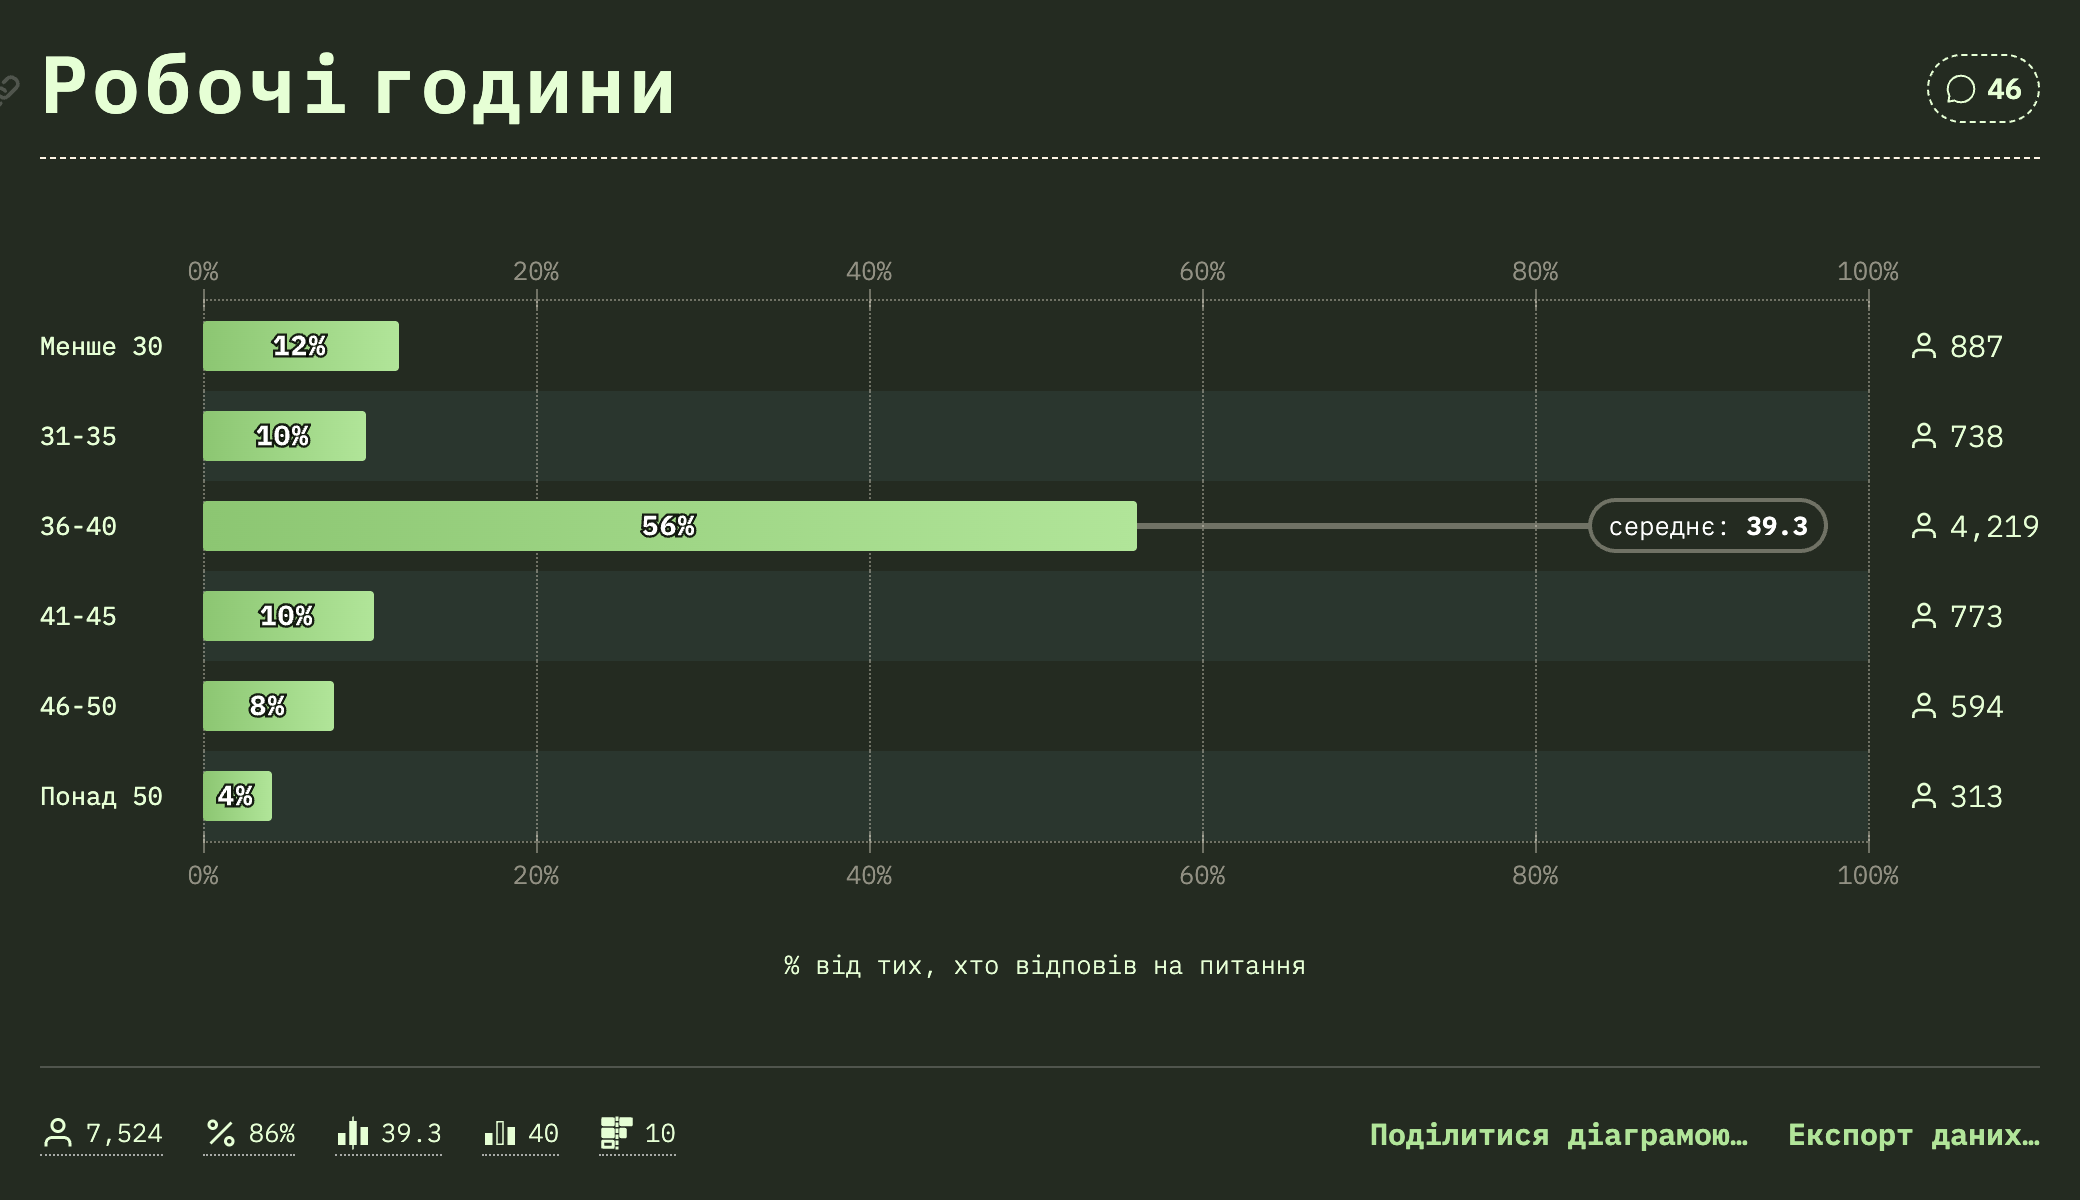 Робочі години
46
0% 20% 40% 60% 80% 100%
Менше 30 12% 887
31-35 10% 738
36-40 56% середнє: 39.3 4,219
41-45 10% 773
46-50 8% 594
Понад 50 4% 313
0% 20% 40% 60% 80% 100%
% від тих, хто відповів на питання
7,524 86% 39.3 40 10 Поділитися діаграмою… Експорт даних…